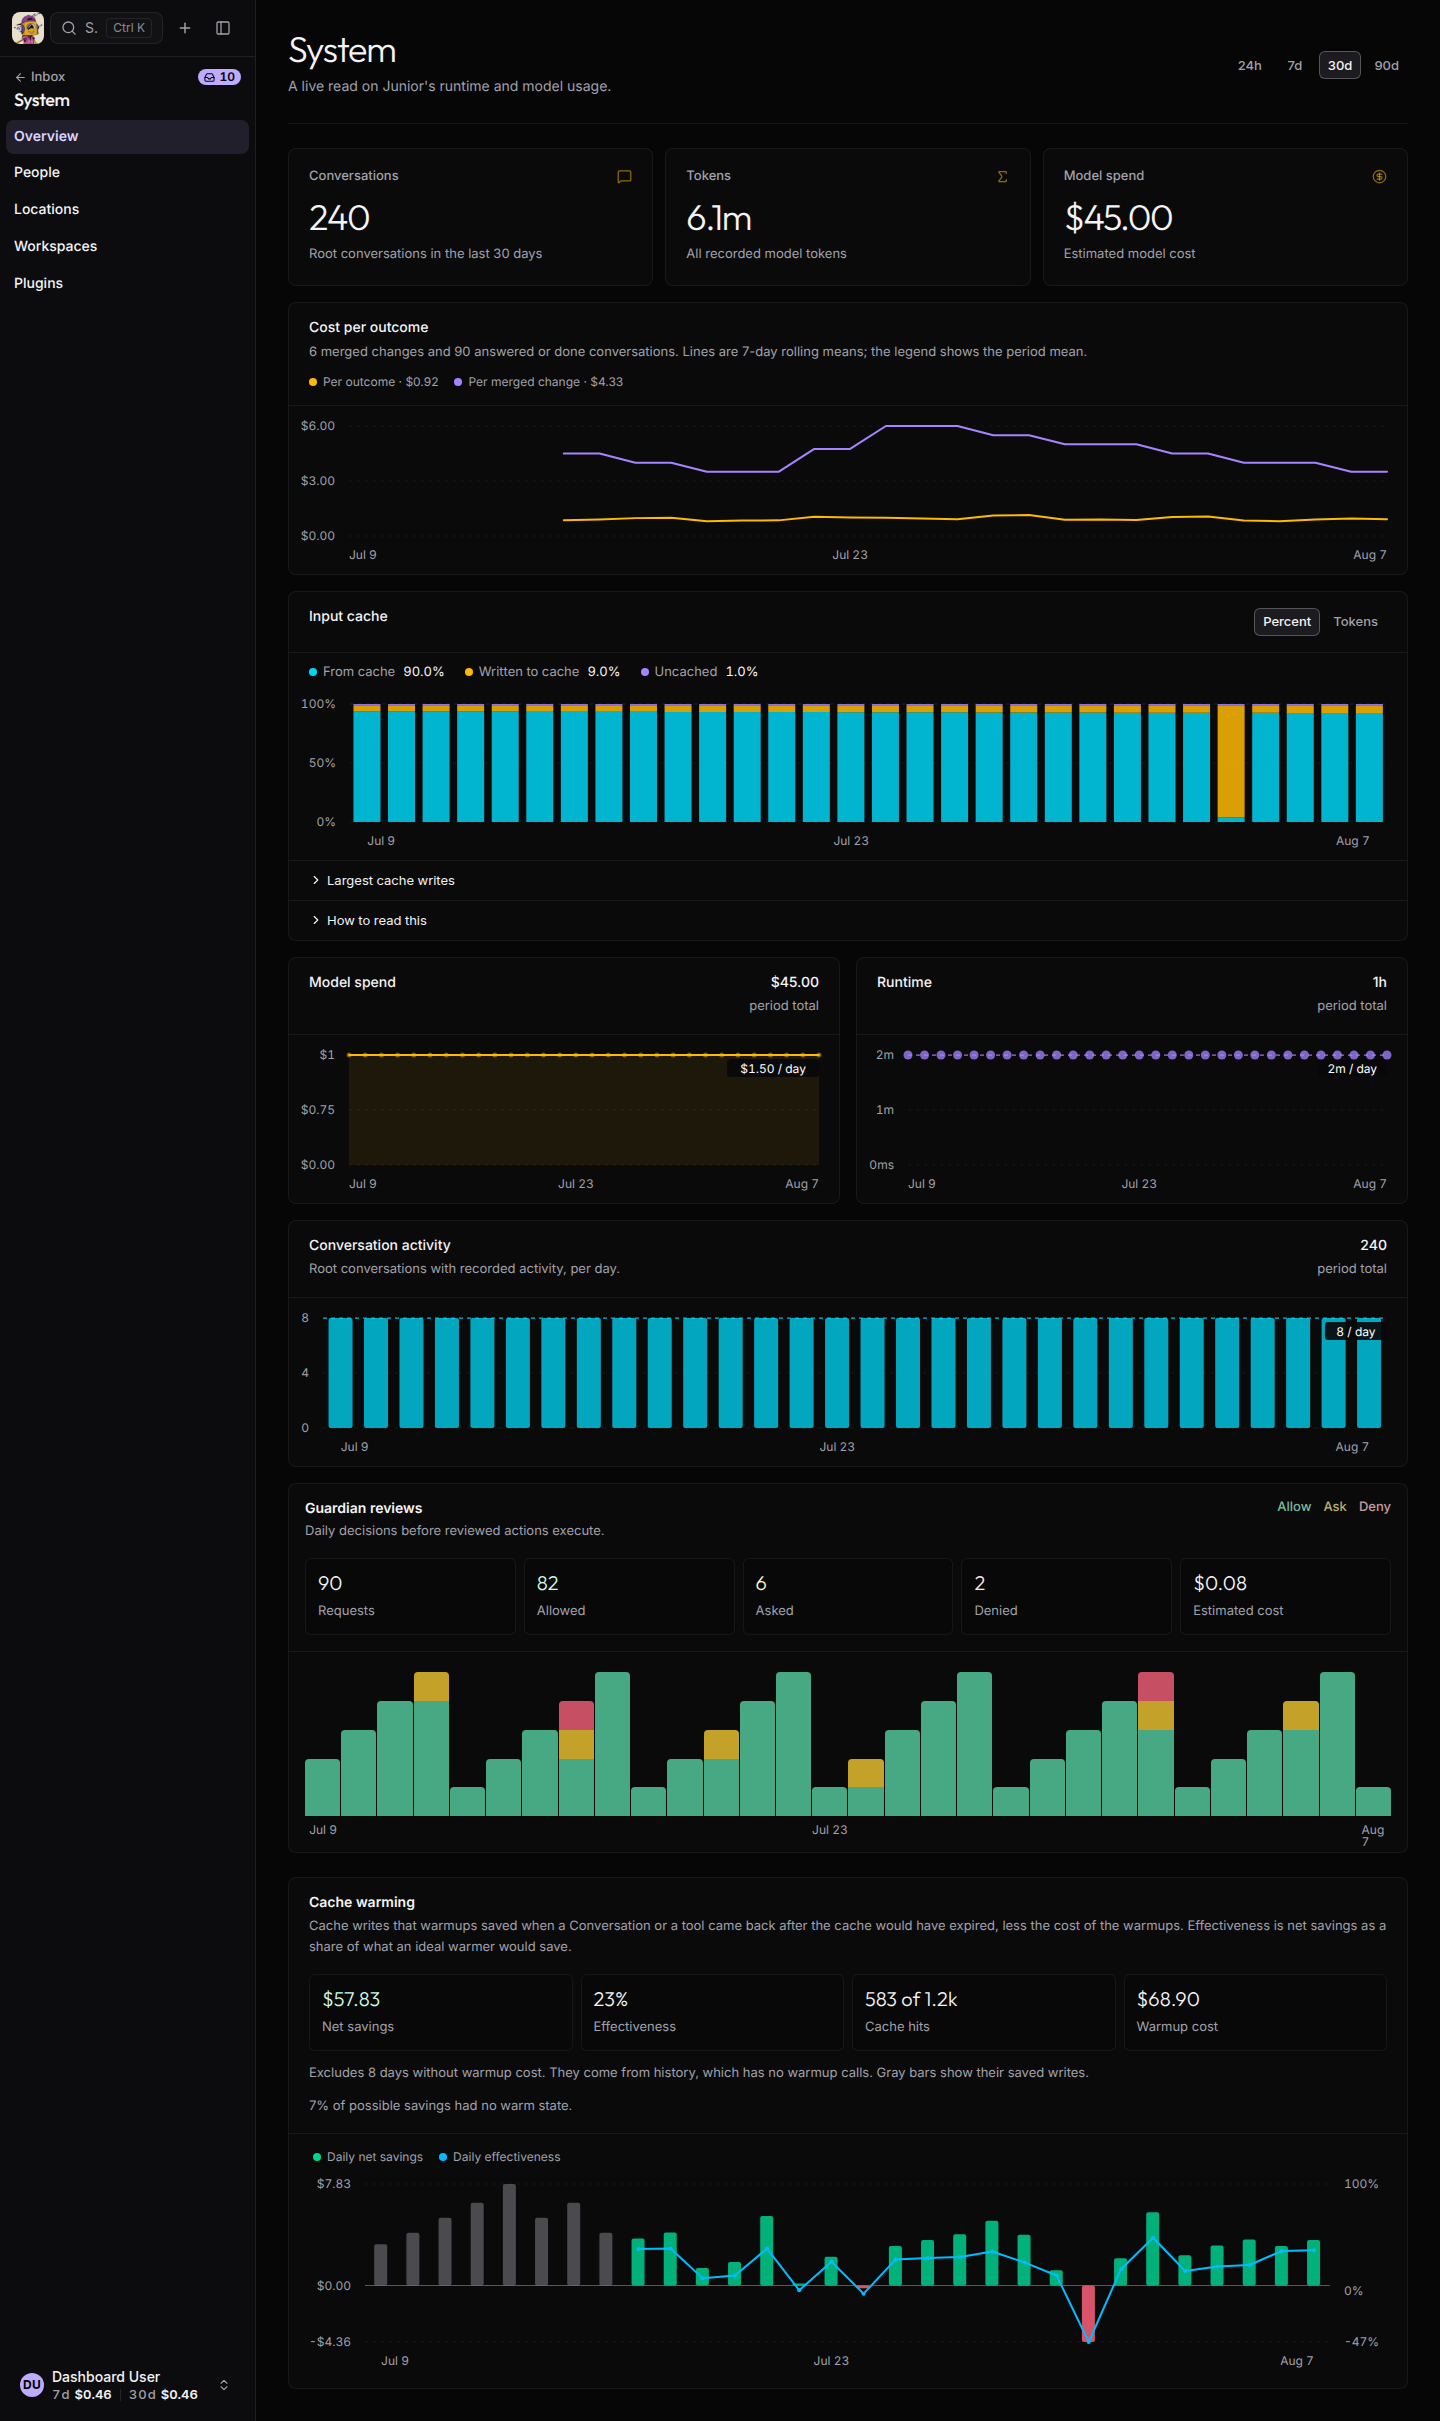 S. Ctrl K
Inbox 10
System
Overview
People
Locations
Workspaces
Plugins
System
A live read on Junior's runtime and model usage.
24h 7d 30d 90d
Conversations
240
Root conversations in the last 30 days
Tokens
6.1m
All recorded model tokens
Model spend
$45.00
Estimated model cost
Cost per outcome
6 merged changes and 90 answered or done conversations. Lines are 7-day rolling means; the legend shows the period mean.
Per outcome · $0.92 Per merged change · $4.33
$6.00
$3.00
$0.00
Jul 9 Jul 23 Aug 7
Input cache
Percent Tokens
From cache 90.0% Written to cache 9.0% Uncached 1.0%
100%
50%
0%
Jul 9 Jul 23 Aug 7
Largest cache writes
How to read this
Model spend $45.00
period total
$1
$1.50 / day
$0.75
$0.00
Jul 9 Jul 23 Aug 7
Runtime 1h
period total
2m
2m / day
1m
0ms
Jul 9 Jul 23 Aug 7
Conversation activity 240
Root conversations with recorded activity, per day. period total
8
8 / day
4
0
Jul 9 Jul 23 Aug 7
Guardian reviews Allow Ask Deny
Daily decisions before reviewed actions execute.
90
Requests
82
Allowed
6
Asked
2
Denied
$0.08
Estimated cost
Jul 9 Jul 23 Aug
7
Cache warming
Cache writes that warmups saved when a Conversation or a tool came back after the cache would have expired, less the cost of the warmups. Effectiveness is net savings as a
share of what an ideal warmer would save.
$57.83
Net savings
23%
Effectiveness
583 of 1.2k
Cache hits
$68.90
Warmup cost
Excludes 8 days without warmup cost. They come from history, which has no warmup calls. Gray bars show their saved writes.
7% of possible savings had no warm state.
Daily net savings Daily effectiveness
$7.83 100%
$0.00 0%
-$4.36 -47%
Jul 9 Jul 23 Aug 7
DU Dashboard User
7d $0.46 30d $0.46